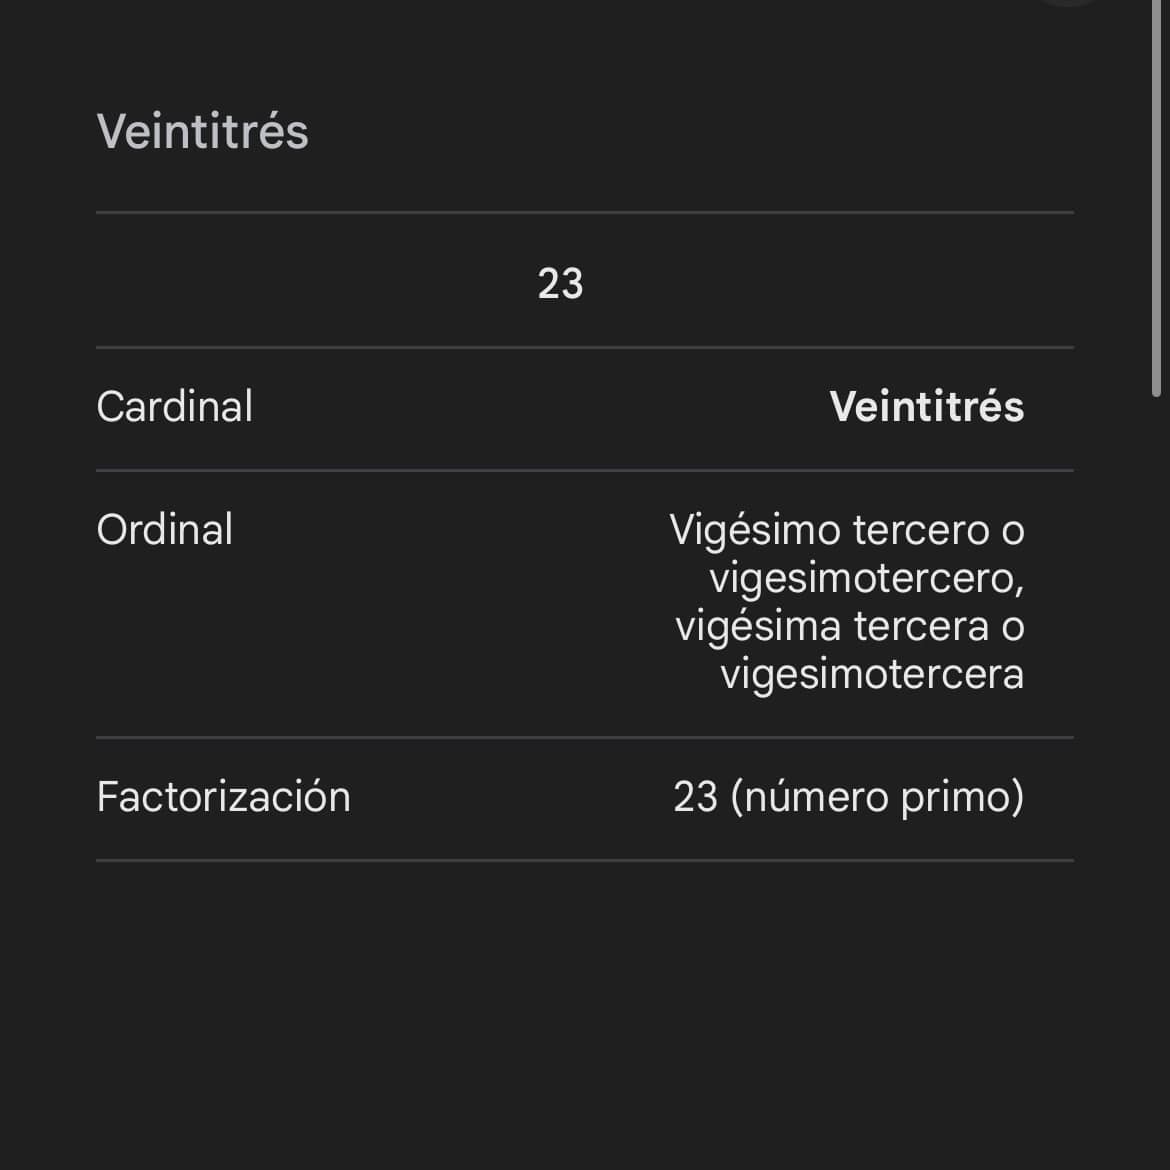 Veintitrés
23
Cardinal Veintitrés
Ordinal Vigésimo tercero o
vigesimotercero,
vigésima tercera o
vigesimotercera
Factorización 23 (número primo)